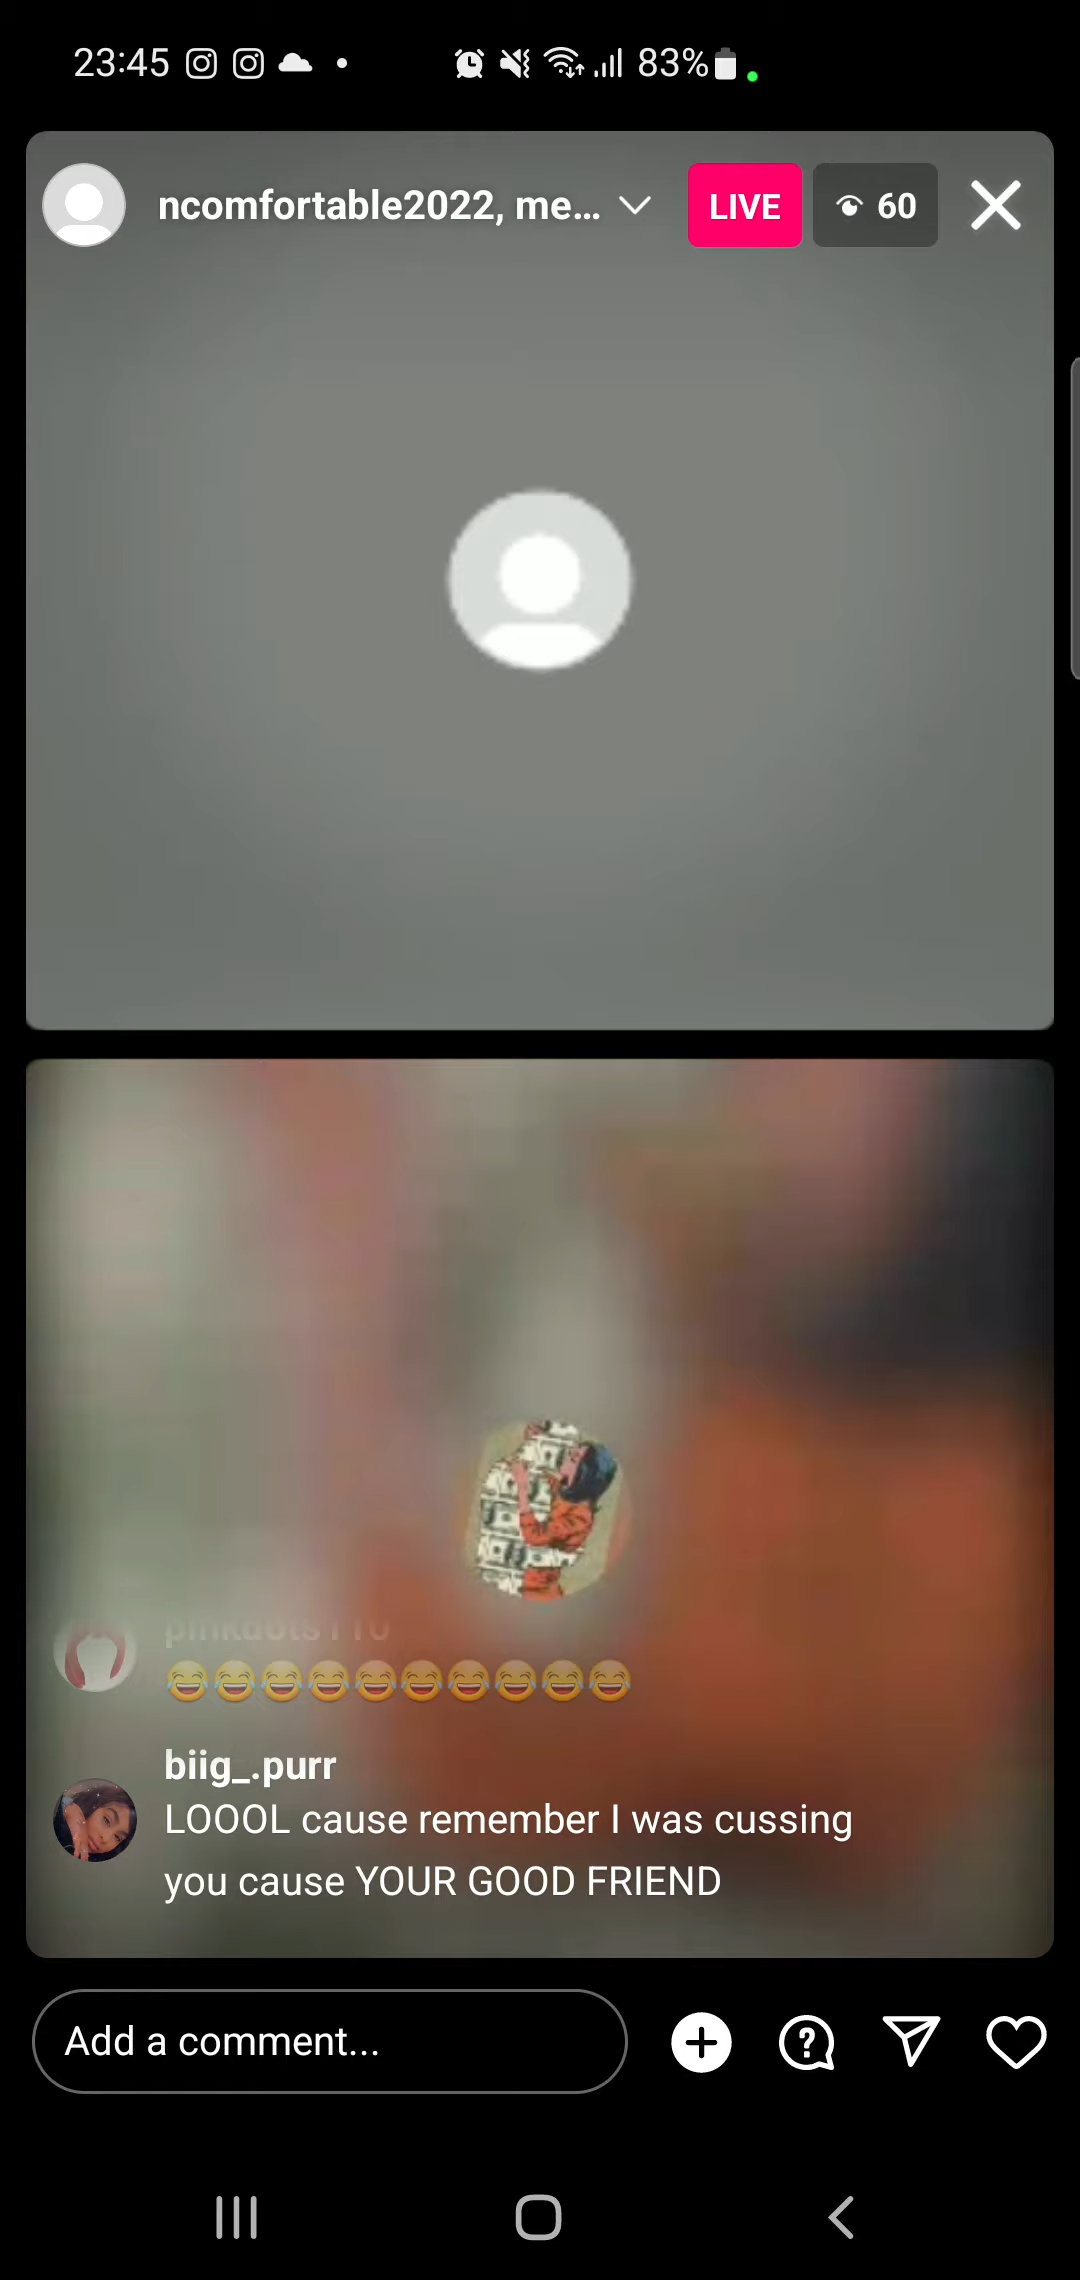 23:45
83%
ncomfortable2022, me...
LIVE
60
pinkdots110
😂😂😂😂😂😂😂😂😂😂
biig_.purr
LOOOL cause remember I was cussing
you cause YOUR GOOD FRIEND
Add a comment...